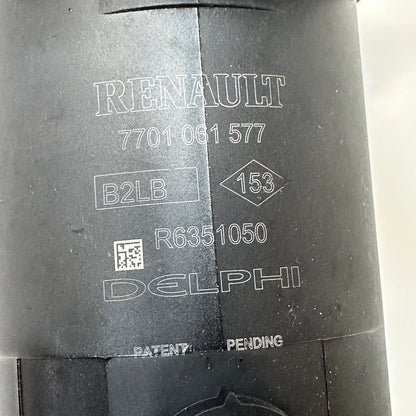 RENAULT
7701 061 577
B2LB 153
R6351050
DELPHI
PATENT PENDING